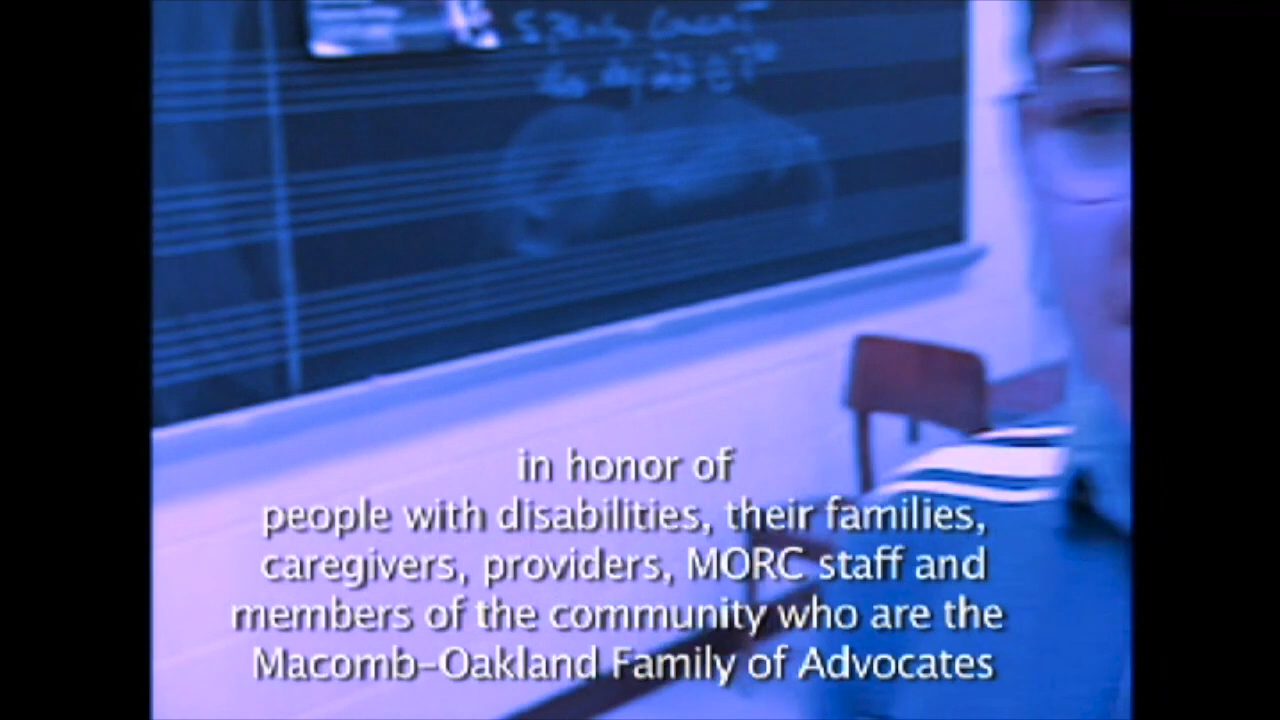 in honor of
people with disabilities, their families,
caregivers, providers, MORC staff and
members of the community who are the
Macomb-Oakland Family of Advocates